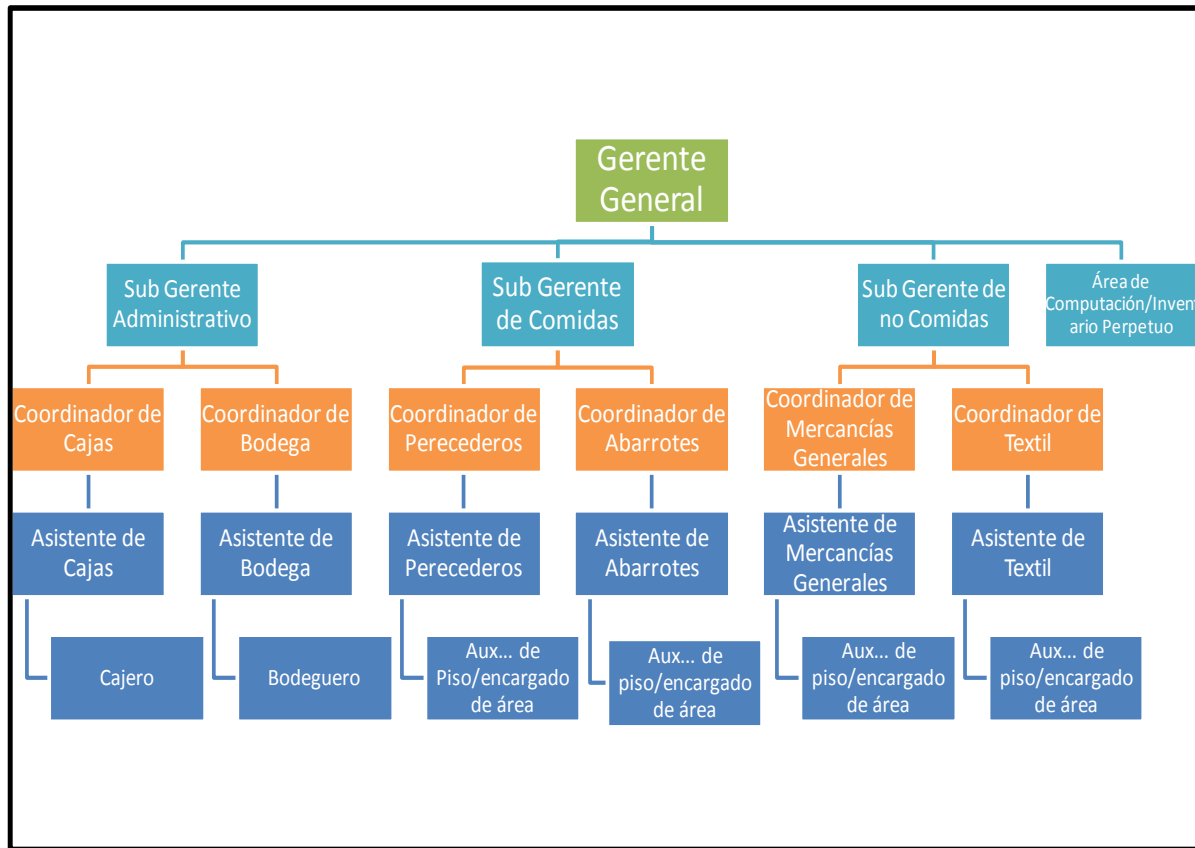 Gerente
General
Sub Gerente
Administrativo
Sub Gerente
de Comidas
Sub Gerente de
no Comidas
Área de
Computación/Invent
ario Perpetuo
Coordinador de
Cajas
Coordinador de
Bodega
Coordinador de
Perecederos
Coordinador de
Abarrotes
Coordinador de
Mercancías
Generales
Coordinador de
Textil
Asistente de
Cajas
Asistente de
Bodega
Asistente de
Perecederos
Asistente de
Abarrotes
Asistente de
Mercancías
Generales
Asistente de
Textil
Cajero
Bodeguero
Aux... de
Piso/encargado
de área
Aux... de
piso/encargado
de área
Aux... de
piso/encargado
de área
Aux... de
piso/encargado
de área